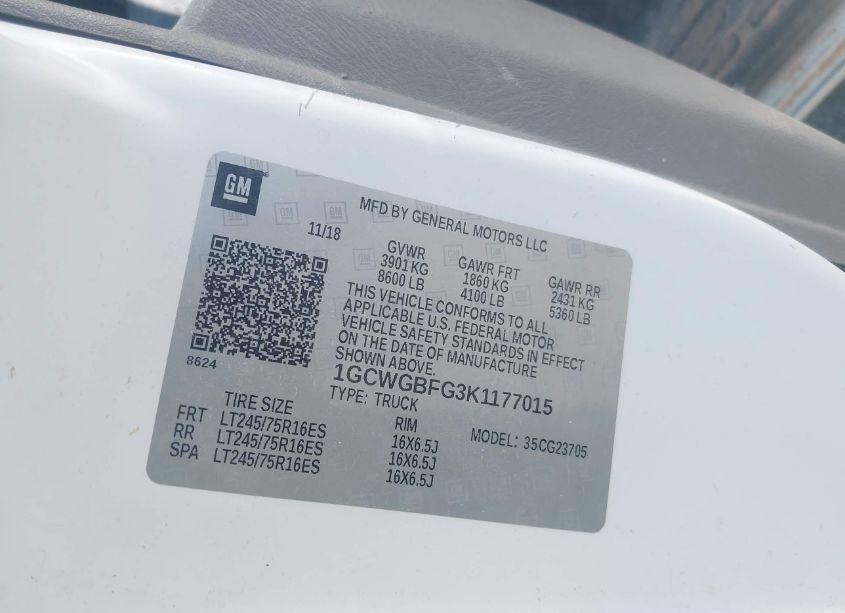 GM
MFD BY GENERAL MOTORS LLC
11/18
GVWR GAWR FRT GAWR RR
3901 KG 1860 KG 2431 KG
8600 LB 4100 LB 5360 LB
THIS VEHICLE CONFORMS TO ALL
APPLICABLE U.S. FEDERAL MOTOR
VEHICLE SAFETY STANDARDS IN EFFECT
ON THE DATE OF MANUFACTURE
SHOWN ABOVE.
8624
1GCWGBFG3K1177015
TYPE: TRUCK
TIRE SIZE RIM MODEL: 35CG23705
FRT LT245/75R16ES 16X6.5J
RR LT245/75R16ES 16X6.5J
SPA LT245/75R16ES 16X6.5J